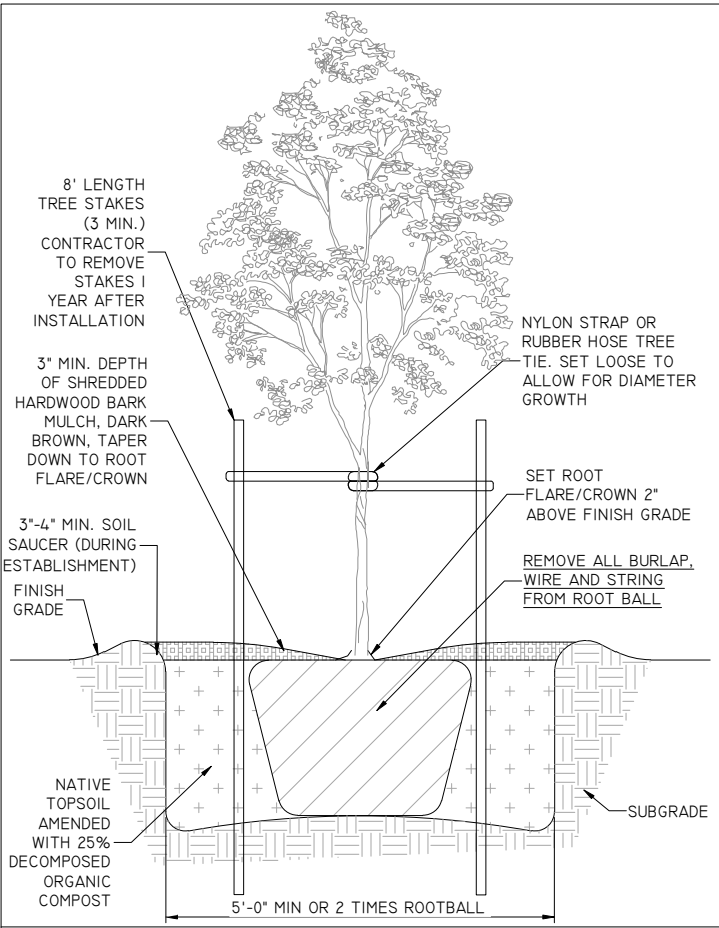 8' LENGTH
TREE STAKES
(3 MIN.)
CONTRACTOR
TO REMOVE
STAKES 1
YEAR AFTER
INSTALLATION
3" MIN. DEPTH
OF SHREDDED
HARDWOOD BARK
MULCH, DARK
BROWN, TAPER
DOWN TO ROOT
FLARE/CROWN
3"-4" MIN. SOIL
SAUCER (DURING
ESTABLISHMENT)
FINISH
GRADE
NATIVE
TOPSOIL
AMENDED
WITH 25%
DECOMPOSED
ORGANIC
COMPOST
NYLON STRAP OR
RUBBER HOSE TREE
TIE. SET LOOSE TO
ALLOW FOR DIAMETER
GROWTH
SET ROOT
FLARE/CROWN 2"
ABOVE FINISH GRADE
REMOVE ALL BURLAP,
WIRE AND STRING
FROM ROOT BALL
SUBGRADE
5'-0" MIN OR 2 TIMES ROOTBALL